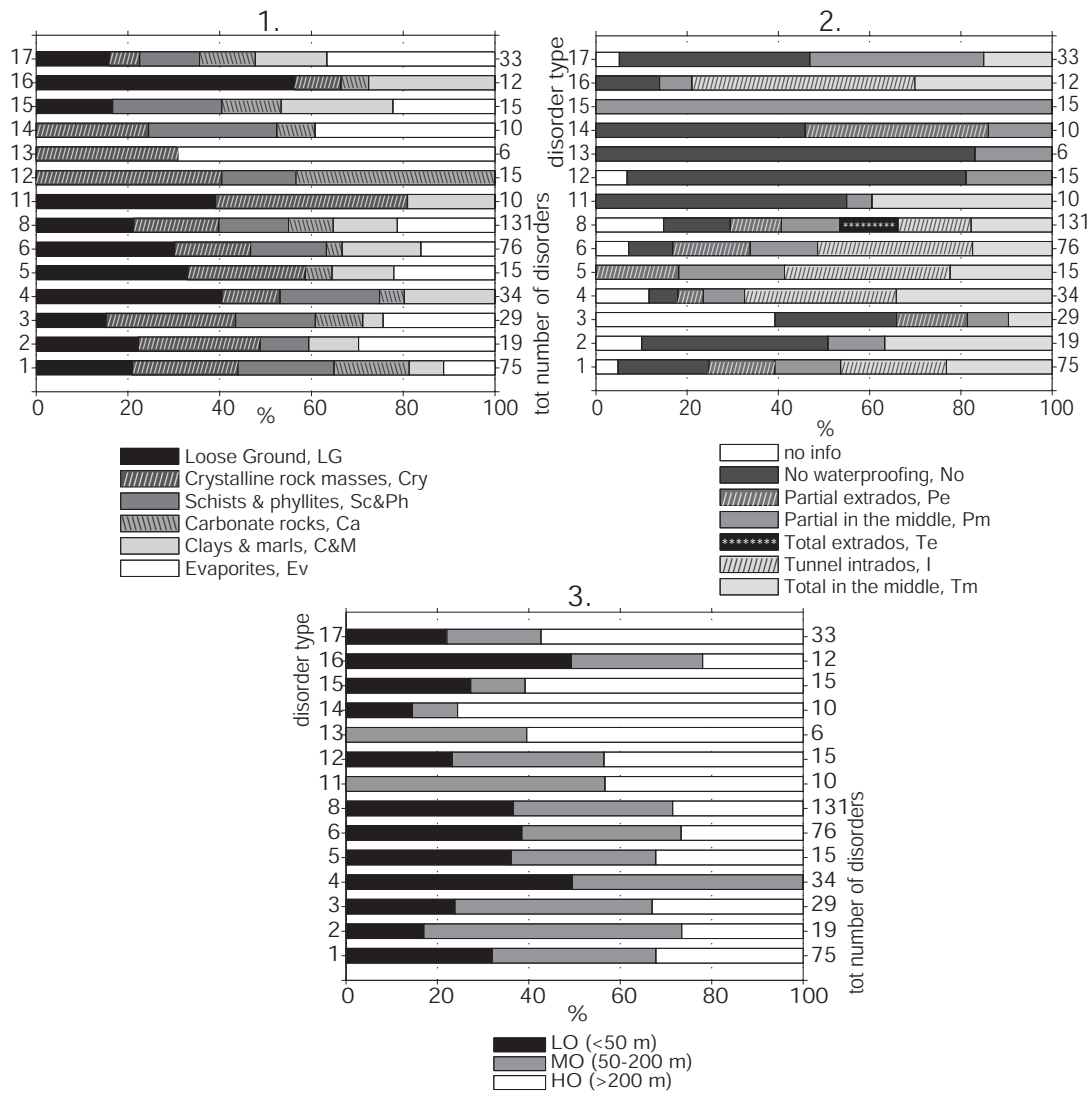 1.
17 33
16 12
15 15
14 10
13 6
12 15
11 10
8 131
6 76
5 15
4 34
3 29
2 19
1 75
tot number of disorders
0 20 40 60 80 100
%
Loose Ground, LG
Crystalline rock masses, Cry
Schists & phyllites, Sc&Ph
Carbonate rocks, Ca
Clays & marls, C&M
Evaporites, Ev
2.
disorder type
17 33
16 12
15 15
14 10
13 6
12 15
11 10
8 131
6 76
5 15
4 34
3 29
2 19
1 75
0 20 40 60 80 100
%
no info
No waterproofing, No
Partial extrados, Pe
Partial in the middle, Pm
Total extrados, Te
Tunnel intrados, I
Total in the middle, Tm
3.
disorder type
17 33
16 12
15 15
14 10
13 6
12 15
11 10
8 131
6 76
5 15
4 34
3 29
2 19
1 75
tot number of disorders
0 20 40 60 80 100
%
LO (<50 m)
MO (50-200 m)
HO (>200 m)